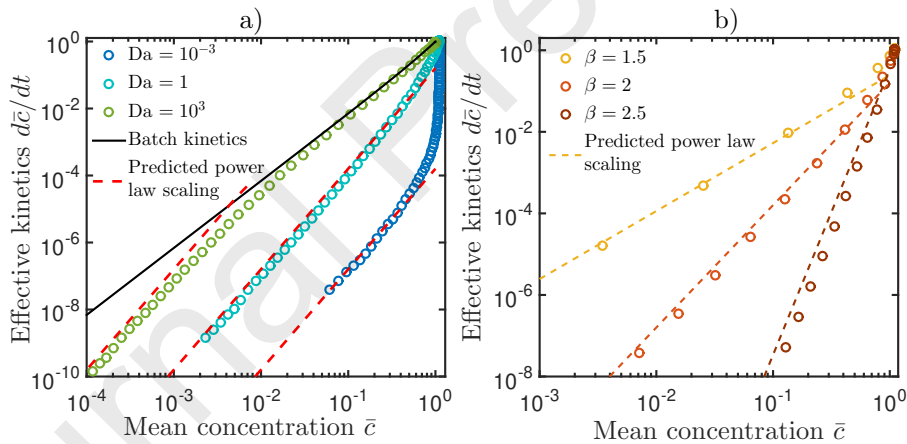 a)
Effective kinetics dc̄/dt
10^0
10^-2
10^-4
10^-6
10^-8
10^-10
Da = 10^-3
Da = 1
Da = 10^3
Batch kinetics
Predicted power
law scaling
10^-4
10^-3
10^-2
10^-1
10^0
Mean concentration c̄
b)
Effective kinetics dc̄/dt
10^0
10^-2
10^-4
10^-6
10^-8
β = 1.5
β = 2
β = 2.5
Predicted power law
scaling
10^-3
10^-2
10^-1
10^0
Mean concentration c̄